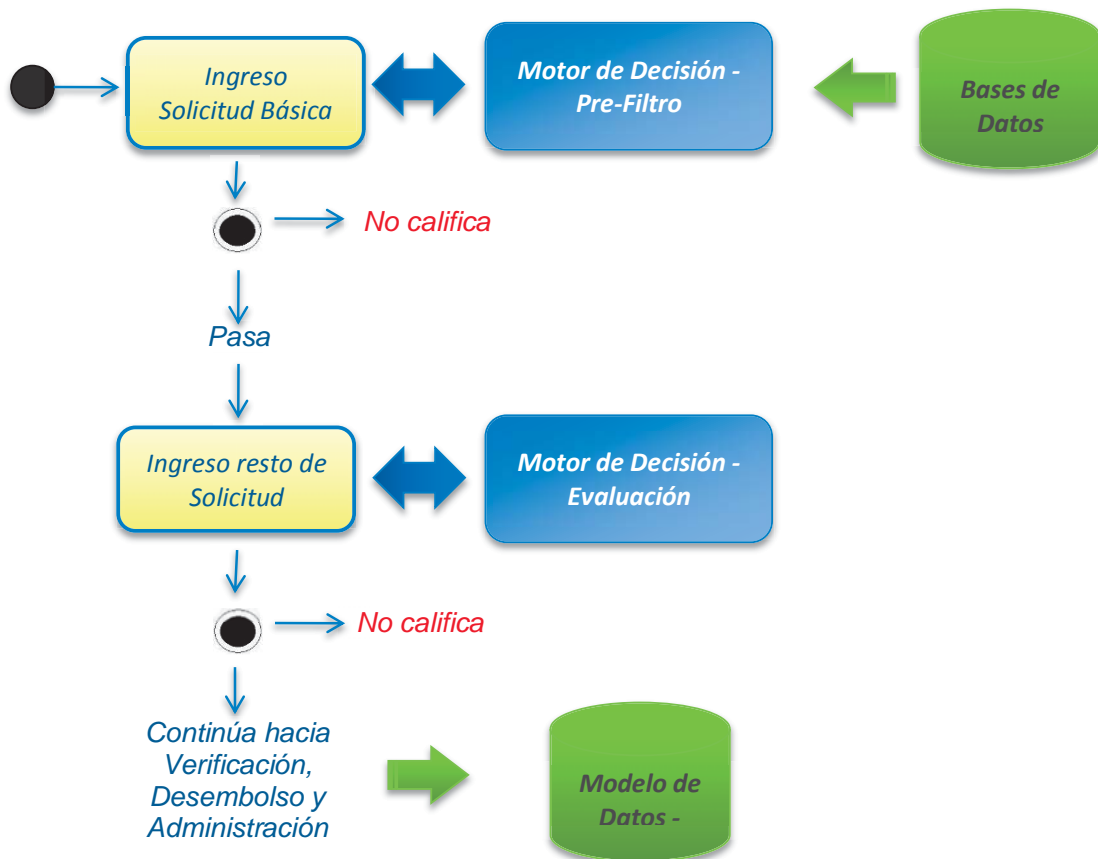 Ingreso
Solicitud Básica
Motor de Decisión -
Pre-Filtro
Bases de
Datos
No califica
Pasa
Ingreso resto de
Solicitud
Motor de Decisión -
Evaluación
No califica
Continúa hacia
Verificación,
Desembolso y
Administración
Modelo de
Datos -